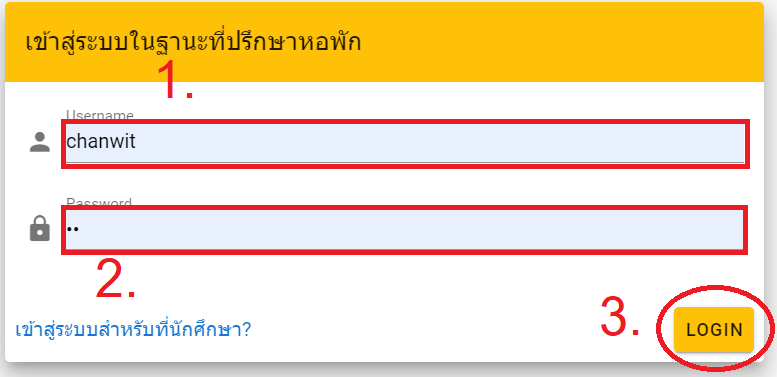 เข้าสู่ระบบในฐานะที่ปรึกษาหอพัก
1.
Username
chanwit
Password
••
2.
เข้าสู่ระบบสำหรับที่นักศึกษา?
3.
LOGIN